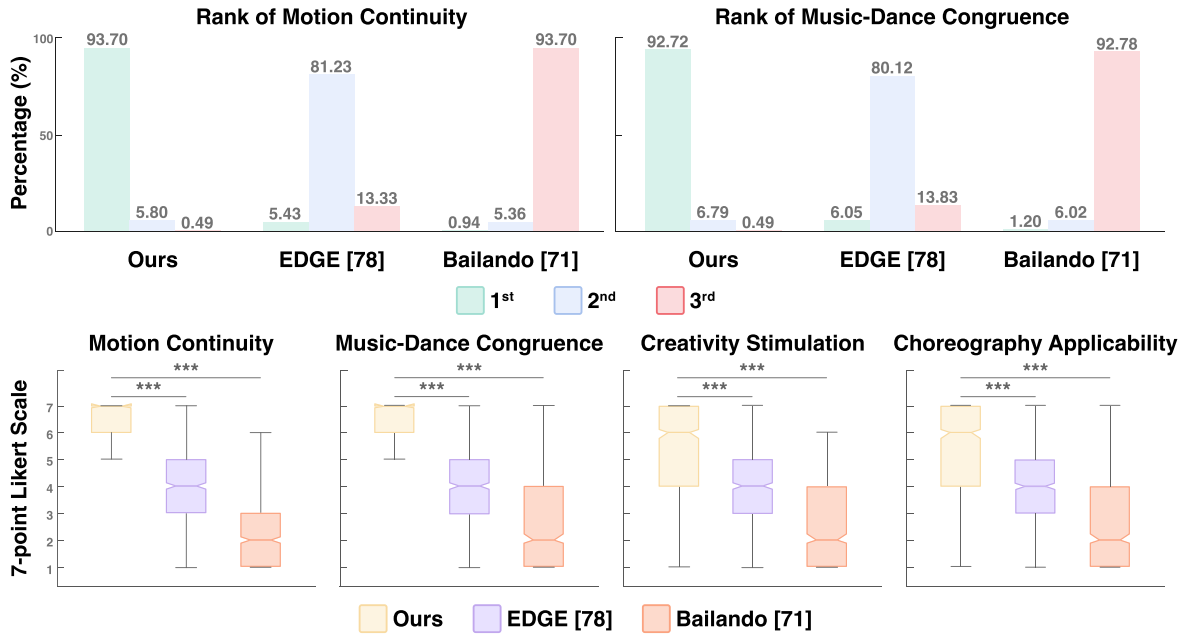 Rank of Motion Continuity
Rank of Music-Dance Congruence
Percentage (%)
100
50
0
93.70
5.80
0.49
5.43
81.23
13.33
0.94
5.36
93.70
92.72
6.79
0.49
6.05
80.12
13.83
1.20
6.02
92.78
Ours
EDGE [78]
Bailando [71]
Ours
EDGE [78]
Bailando [71]
1st
2nd
3rd
Motion Continuity
Music-Dance Congruence
Creativity Stimulation
Choreography Applicability
7-point Likert Scale
***
***
***
***
***
***
***
***
7
6
5
4
3
2
1
Ours
EDGE [78]
Bailando [71]